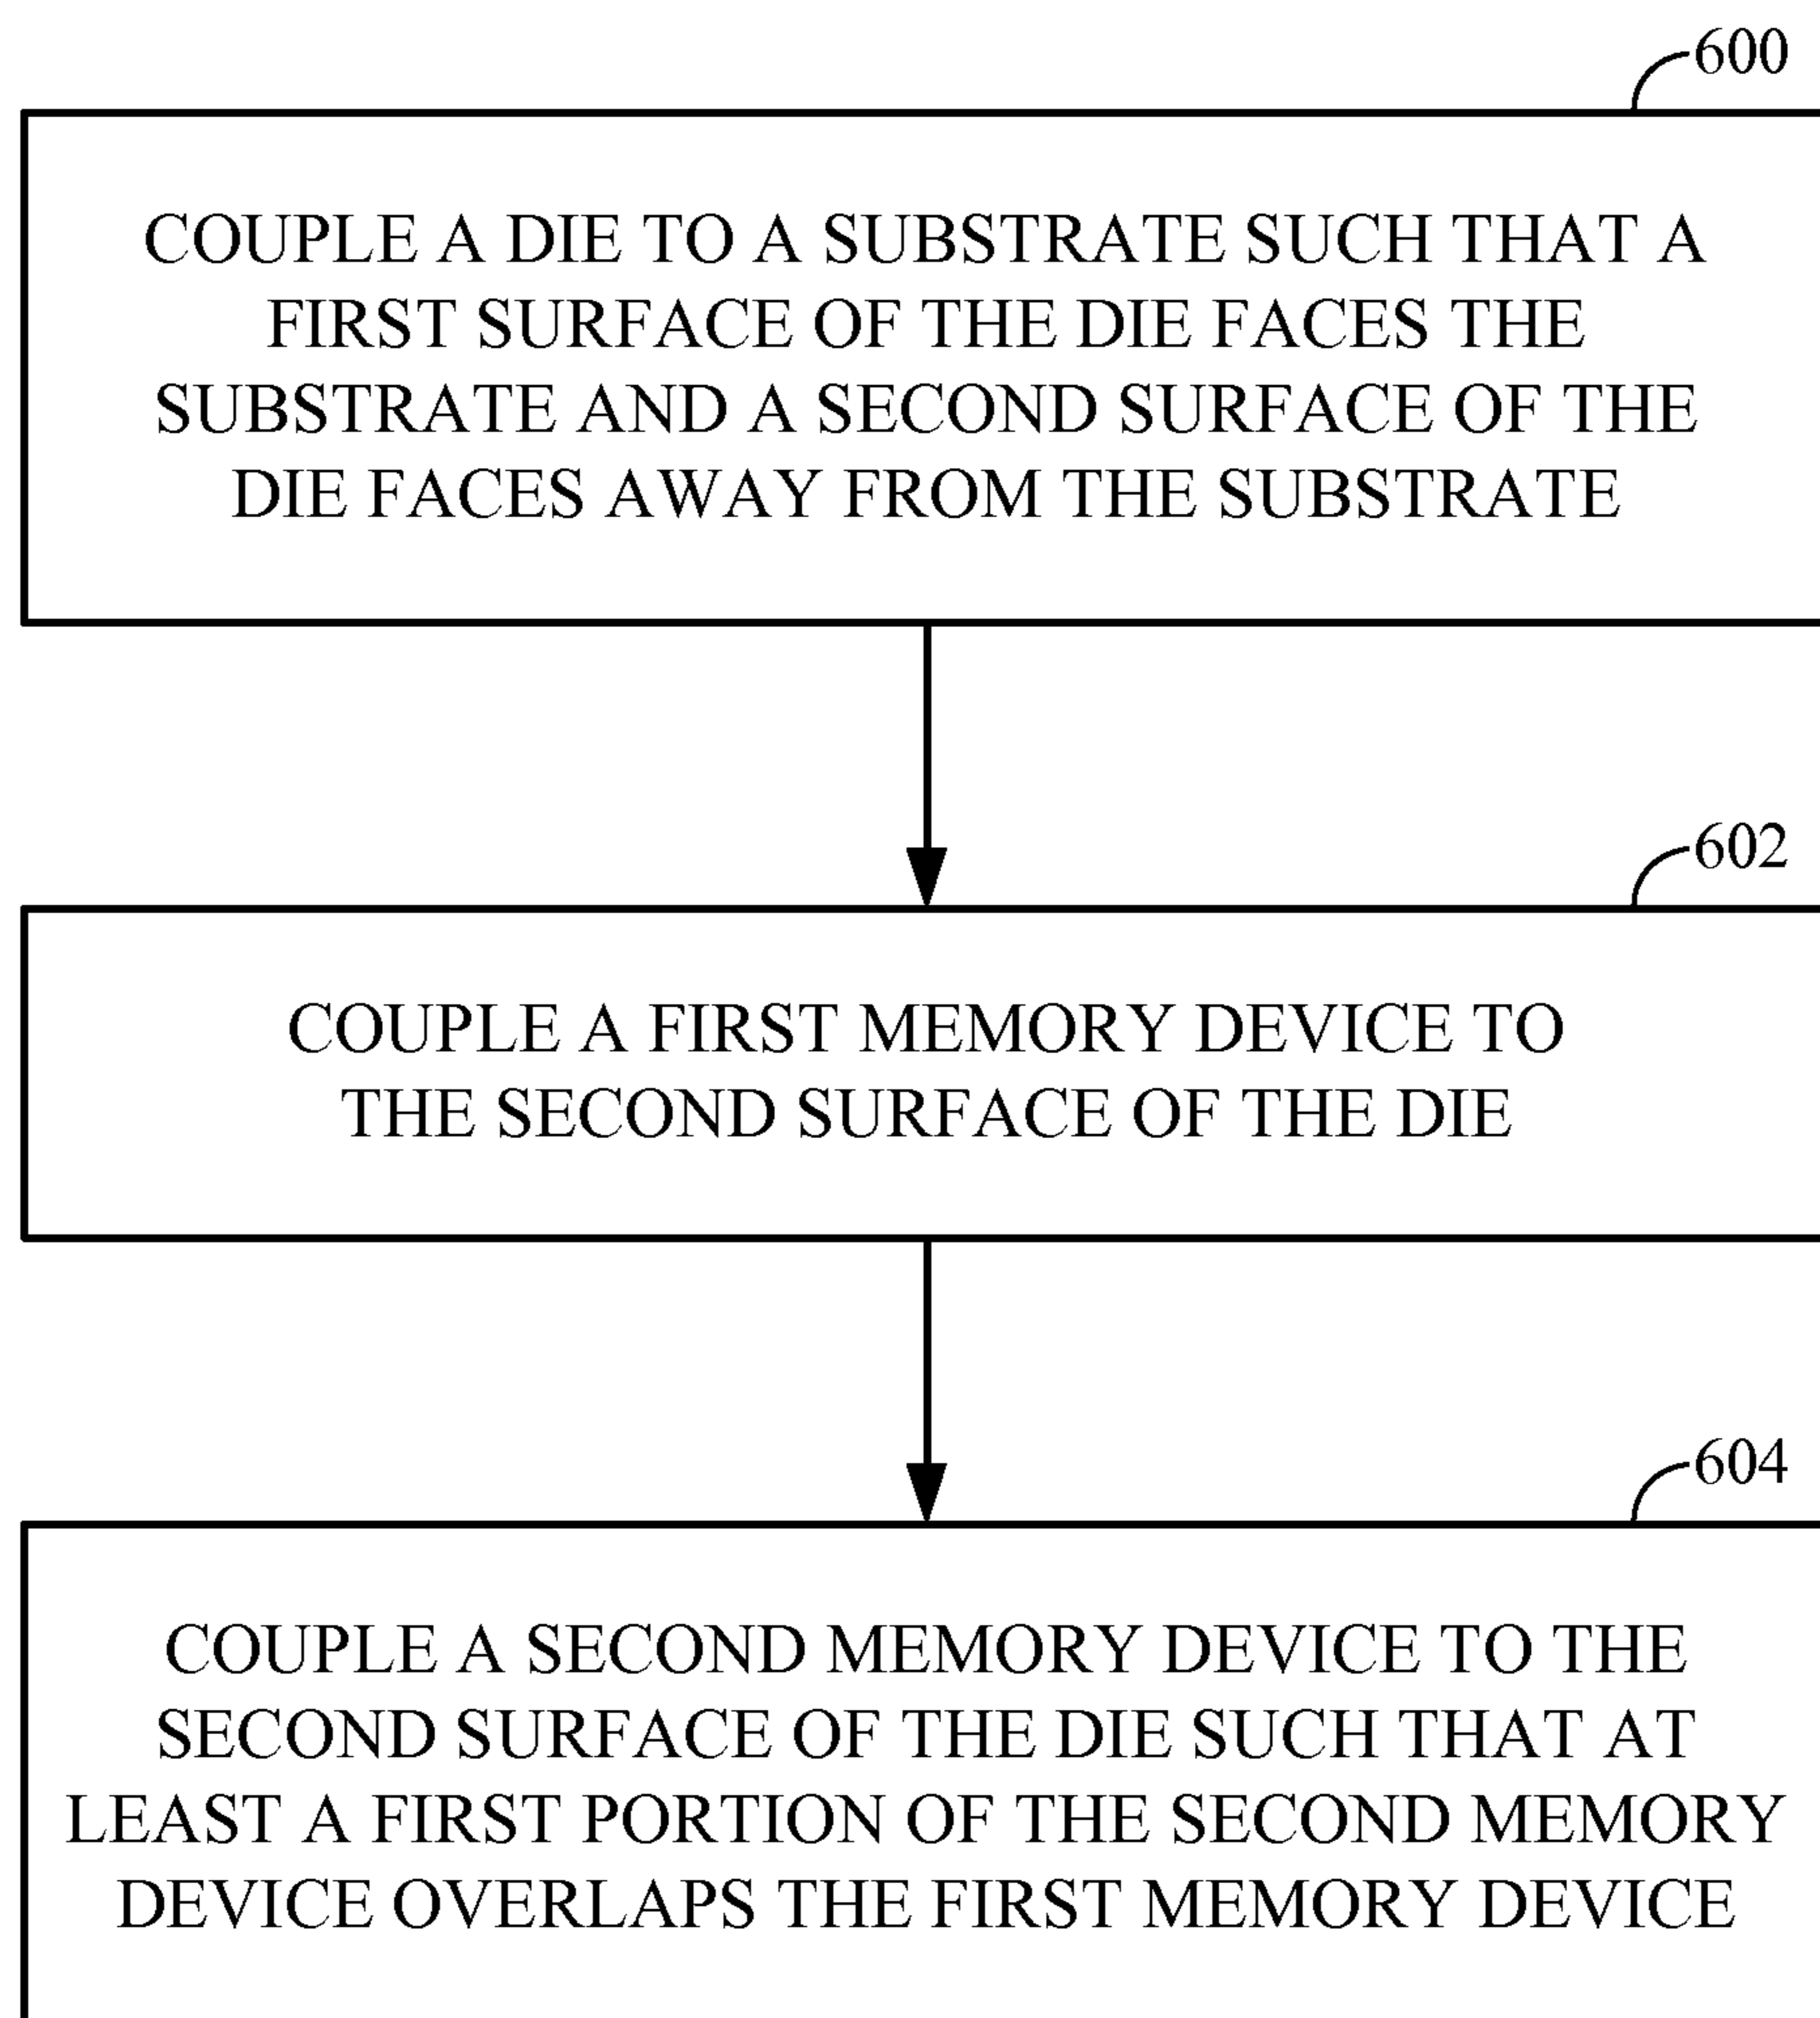 600
COUPLE A DIE TO A SUBSTRATE SUCH THAT A
FIRST SURFACE OF THE DIE FACES THE
SUBSTRATE AND A SECOND SURFACE OF THE
DIE FACES AWAY FROM THE SUBSTRATE
602
COUPLE A FIRST MEMORY DEVICE TO
THE SECOND SURFACE OF THE DIE
604
COUPLE A SECOND MEMORY DEVICE TO THE
SECOND SURFACE OF THE DIE SUCH THAT AT
LEAST A FIRST PORTION OF THE SECOND MEMORY
DEVICE OVERLAPS THE FIRST MEMORY DEVICE